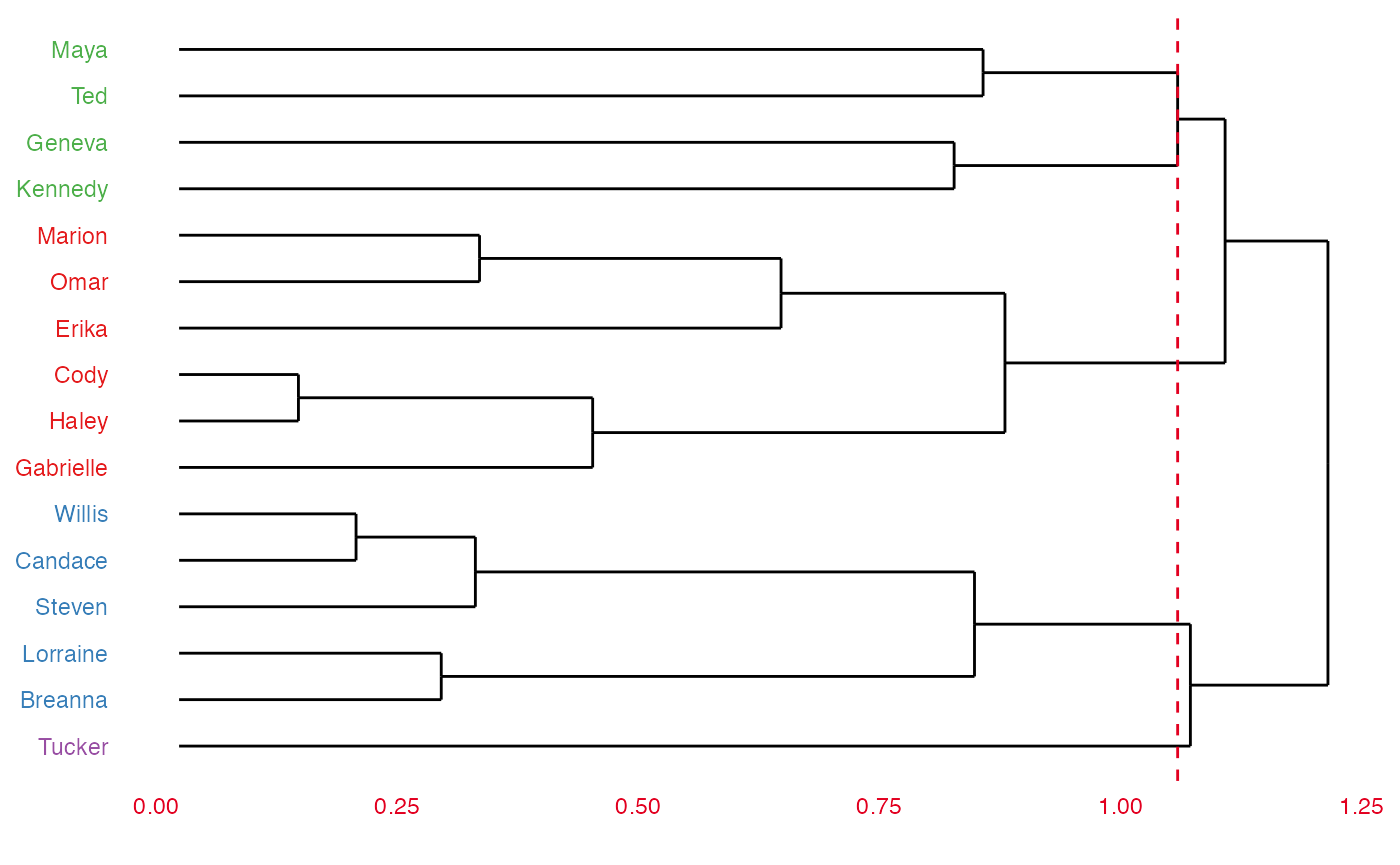 Maya
Ted
Geneva
Kennedy
Marion
Omar
Erika
Cody
Haley
Gabrielle
Willis
Candace
Steven
Lorraine
Breanna
Tucker
0.00 0.25 0.50 0.75 1.00 1.25